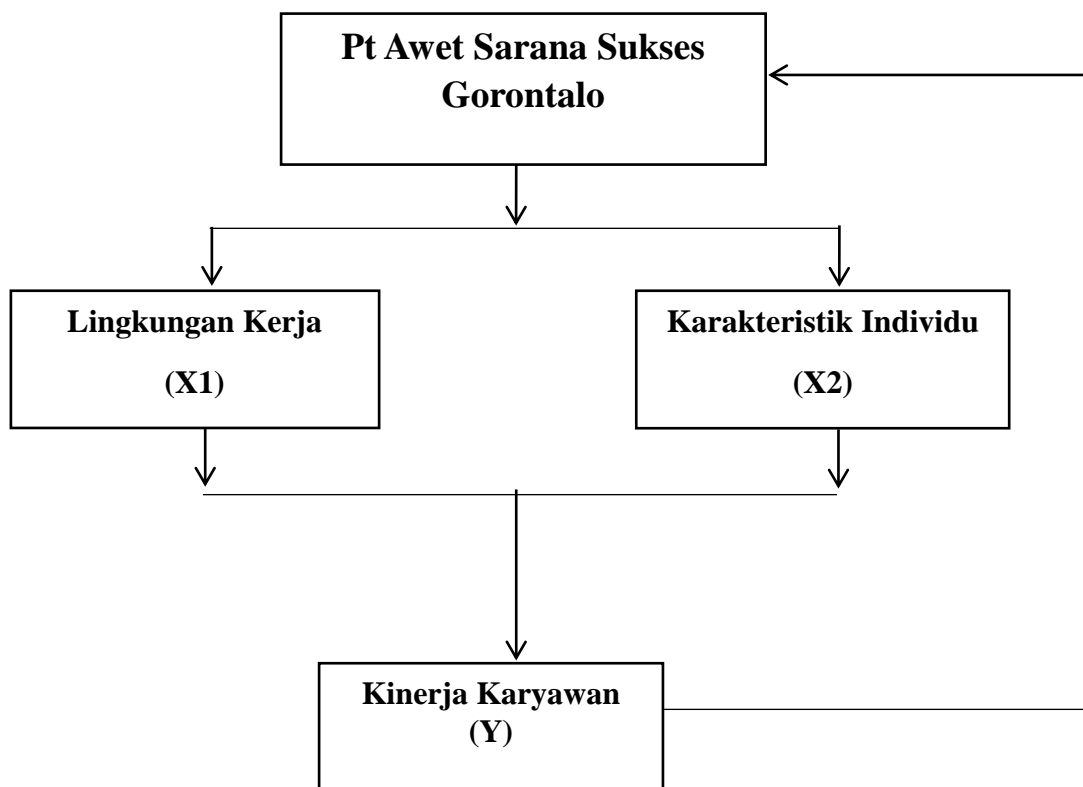 Pt Awet Sarana Sukses
Gorontalo
Lingkungan Kerja
(X1)
Karakteristik Individu
(X2)
Kinerja Karyawan
(Y)